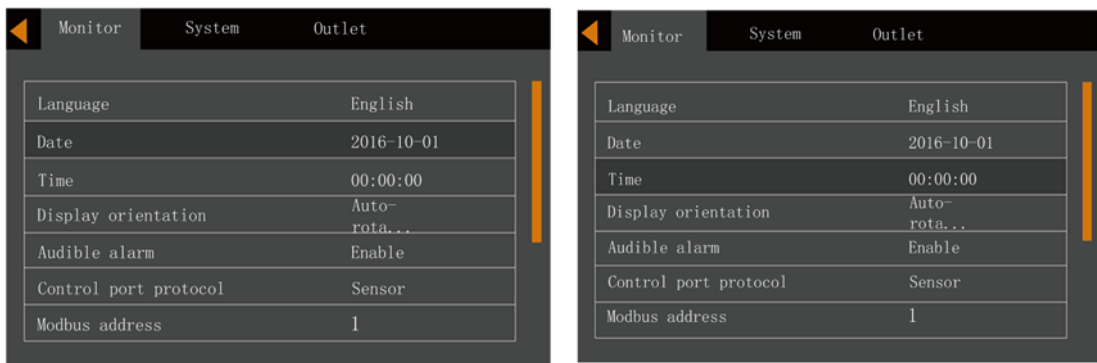 Monitor System Outlet
Language English
Date 2016-10-01
Time 00:00:00
Display orientation Auto-
rota...
Audible alarm Enable
Control port protocol Sensor
Modbus address 1
Monitor System Outlet
Language English
Date 2016-10-01
Time 00:00:00
Display orientation Auto-
rota...
Audible alarm Enable
Control port protocol Sensor
Modbus address 1